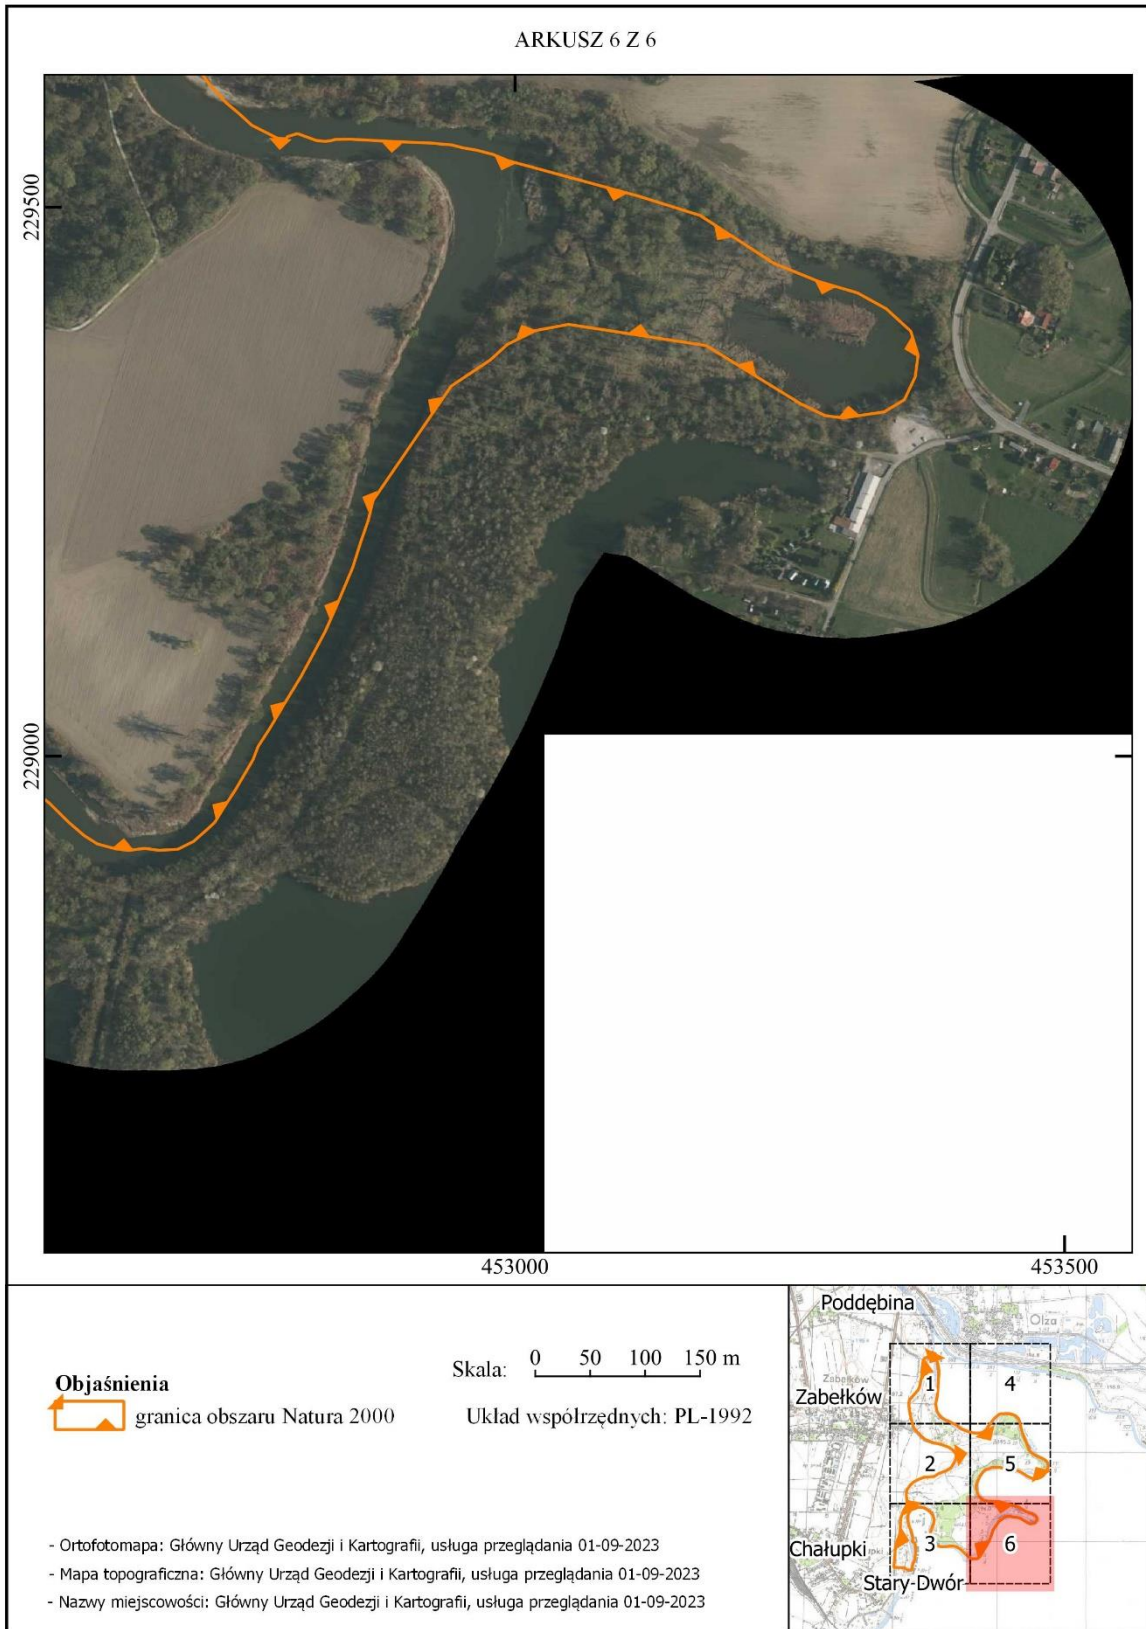 ARKUSZ 6 Z 6
229500
229000
453000
453500
Objaśnienia
granica obszaru Natura 2000
Skala: 0 50 100 150 m
Układ współrzędnych: PL-1992
- Ortofotomapa: Główny Urząd Geodezji i Kartografii, usługa przeglądania 01-09-2023
- Mapa topograficzna: Główny Urząd Geodezji i Kartografii, usługa przeglądania 01-09-2023
- Nazwy miejscowości: Główny Urząd Geodezji i Kartografii, usługa przeglądania 01-09-2023
Poddębina
Olza
1
4
Zabełków
Zabełków
2
5
Chałupki
3
6
Stary-Dwór